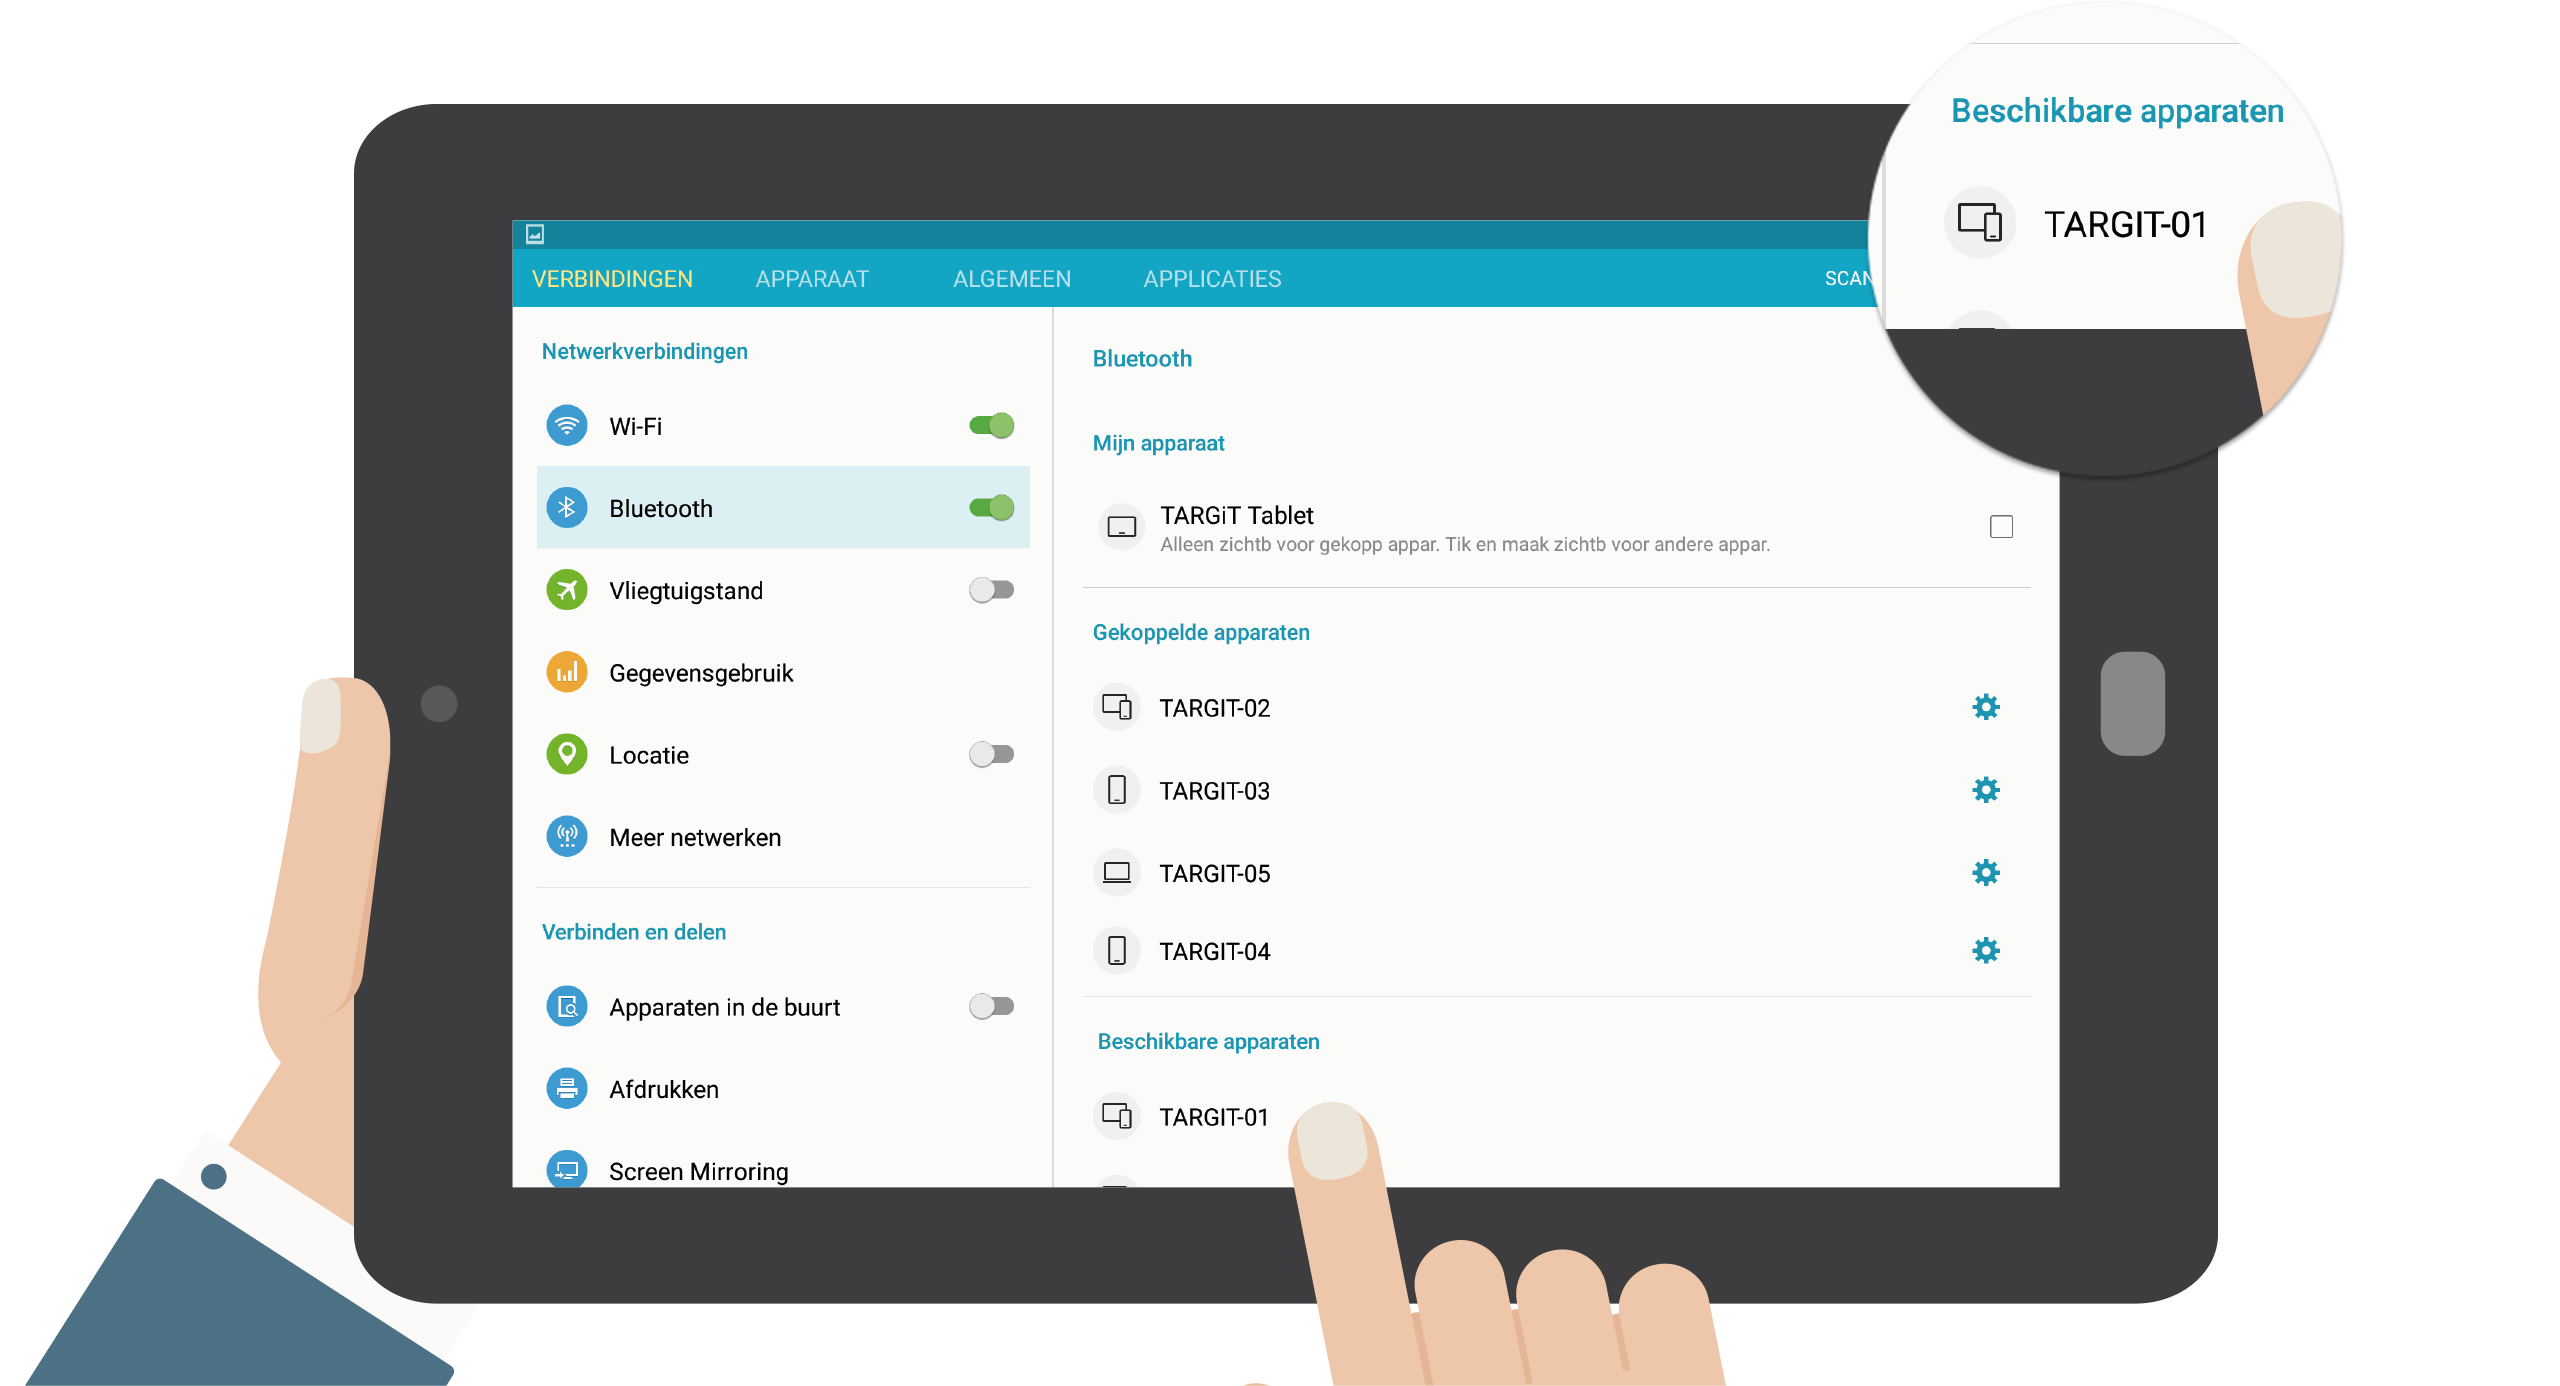 VERBINDINGEN APPARAAT ALGEMEEN APPLICATIES SCAN
Netwerkverbindingen
Wi-Fi
Bluetooth
Vliegtuigstand
Gegevensgebruik
Locatie
Meer netwerken
Verbinden en delen
Apparaten in de buurt
Afdrukken
Screen Mirroring
Bluetooth
Mijn apparaat
TARGiT Tablet
Alleen zichtb voor gekopp appar. Tik en maak zichtb voor andere appar.
Gekoppelde apparaten
TARGIT-02
TARGIT-03
TARGIT-05
TARGIT-04
Beschikbare apparaten
TARGIT-01
Beschikbare apparaten
TARGIT-01